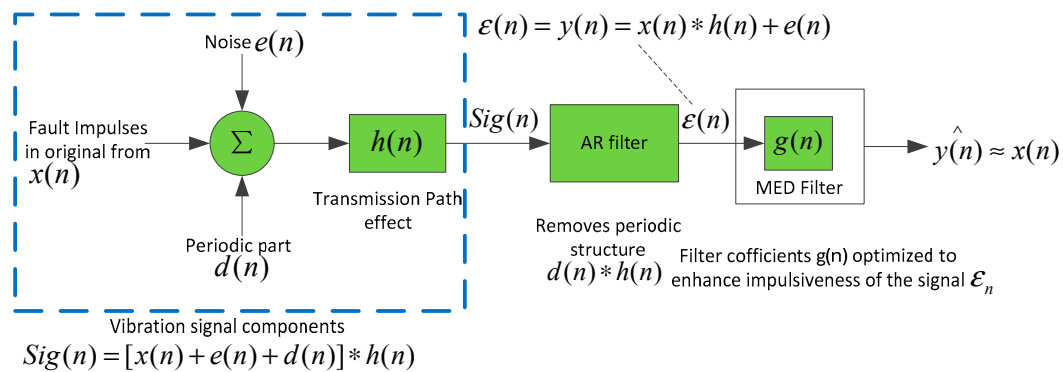 Noise e(n)
ε(n) = y(n) = x(n) * h(n) + e(n)
Fault Impulses
in original from
x(n)
Σ
h(n)
Sig(n)
AR filter
ε(n)
g(n)
MED Filter
ŷ(n) ≈ x(n)
Transmission Path
effect
Periodic part
d(n)
Removes periodic
structure
d(n) * h(n)
Filter cofficients g(n) optimized to
enhance impulsiveness of the signal εₙ
Vibration signal components
Sig(n) = [x(n) + e(n) + d(n)] * h(n)